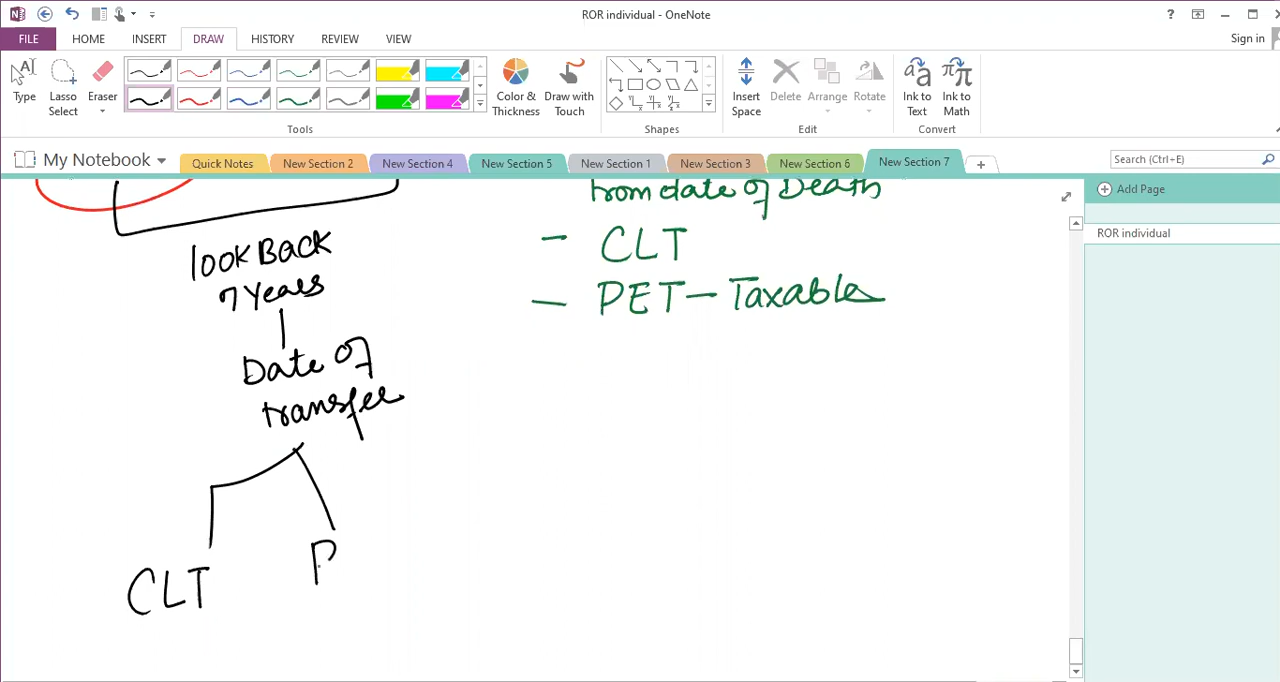 ROR individual - OneNote
?
Sign in
FILE HOME INSERT DRAW HISTORY REVIEW VIEW
Type
Lasso Select
Eraser
Color & Thickness
Draw with Touch
Insert Space
Delete
Arrange
Rotate
Ink to Text
Ink to Math
Tools
Shapes
Edit
Convert
My Notebook
Quick Notes New Section 2 New Section 4 New Section 5 New Section 1 New Section 3 New Section 6 New Section 7
Search (Ctrl+E)
Add Page
ROR individual
lookBack
7 Years
Date of
transfer
CLT P
from date of Death
- CLT
- PET - Taxable